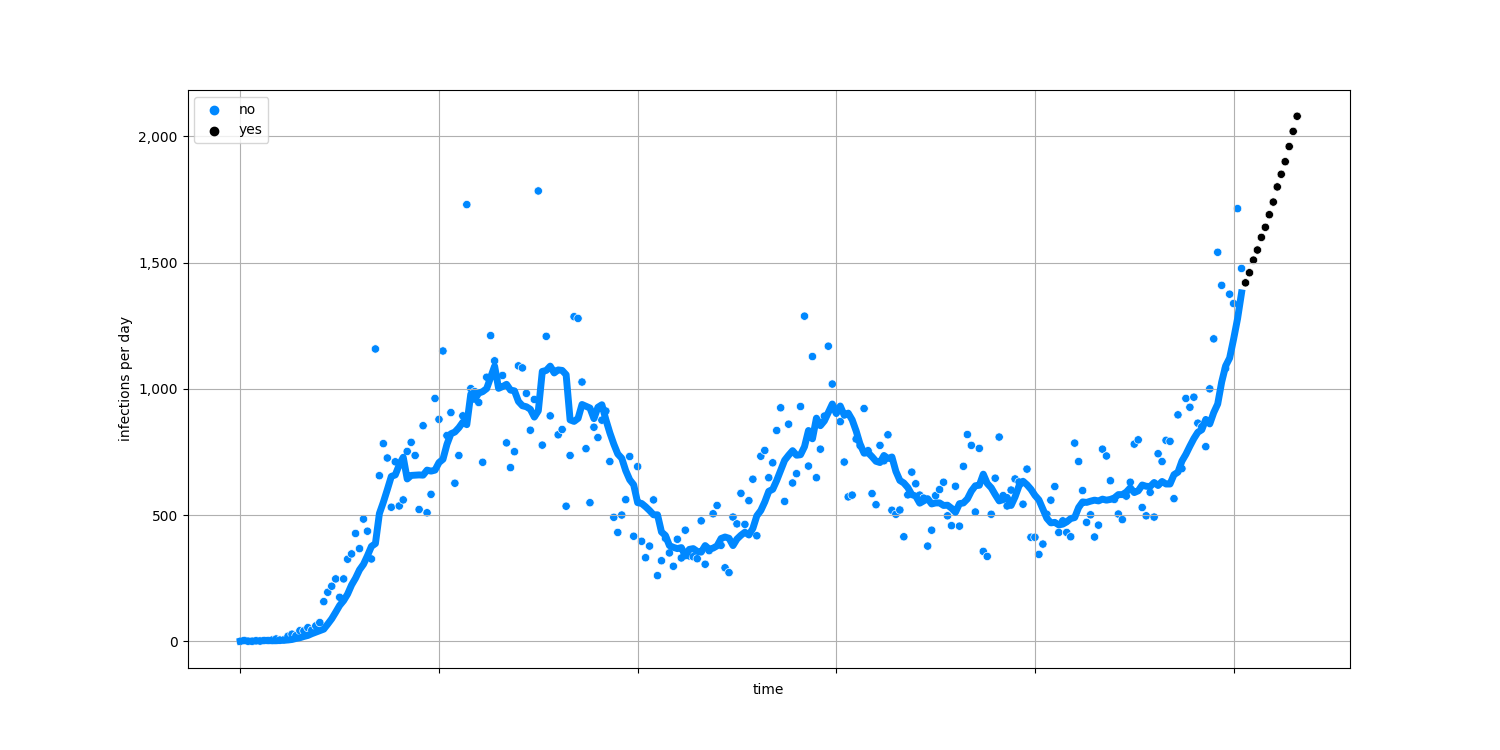 no
yes
2,000
1,500
1,000
500
0
infections per day
time